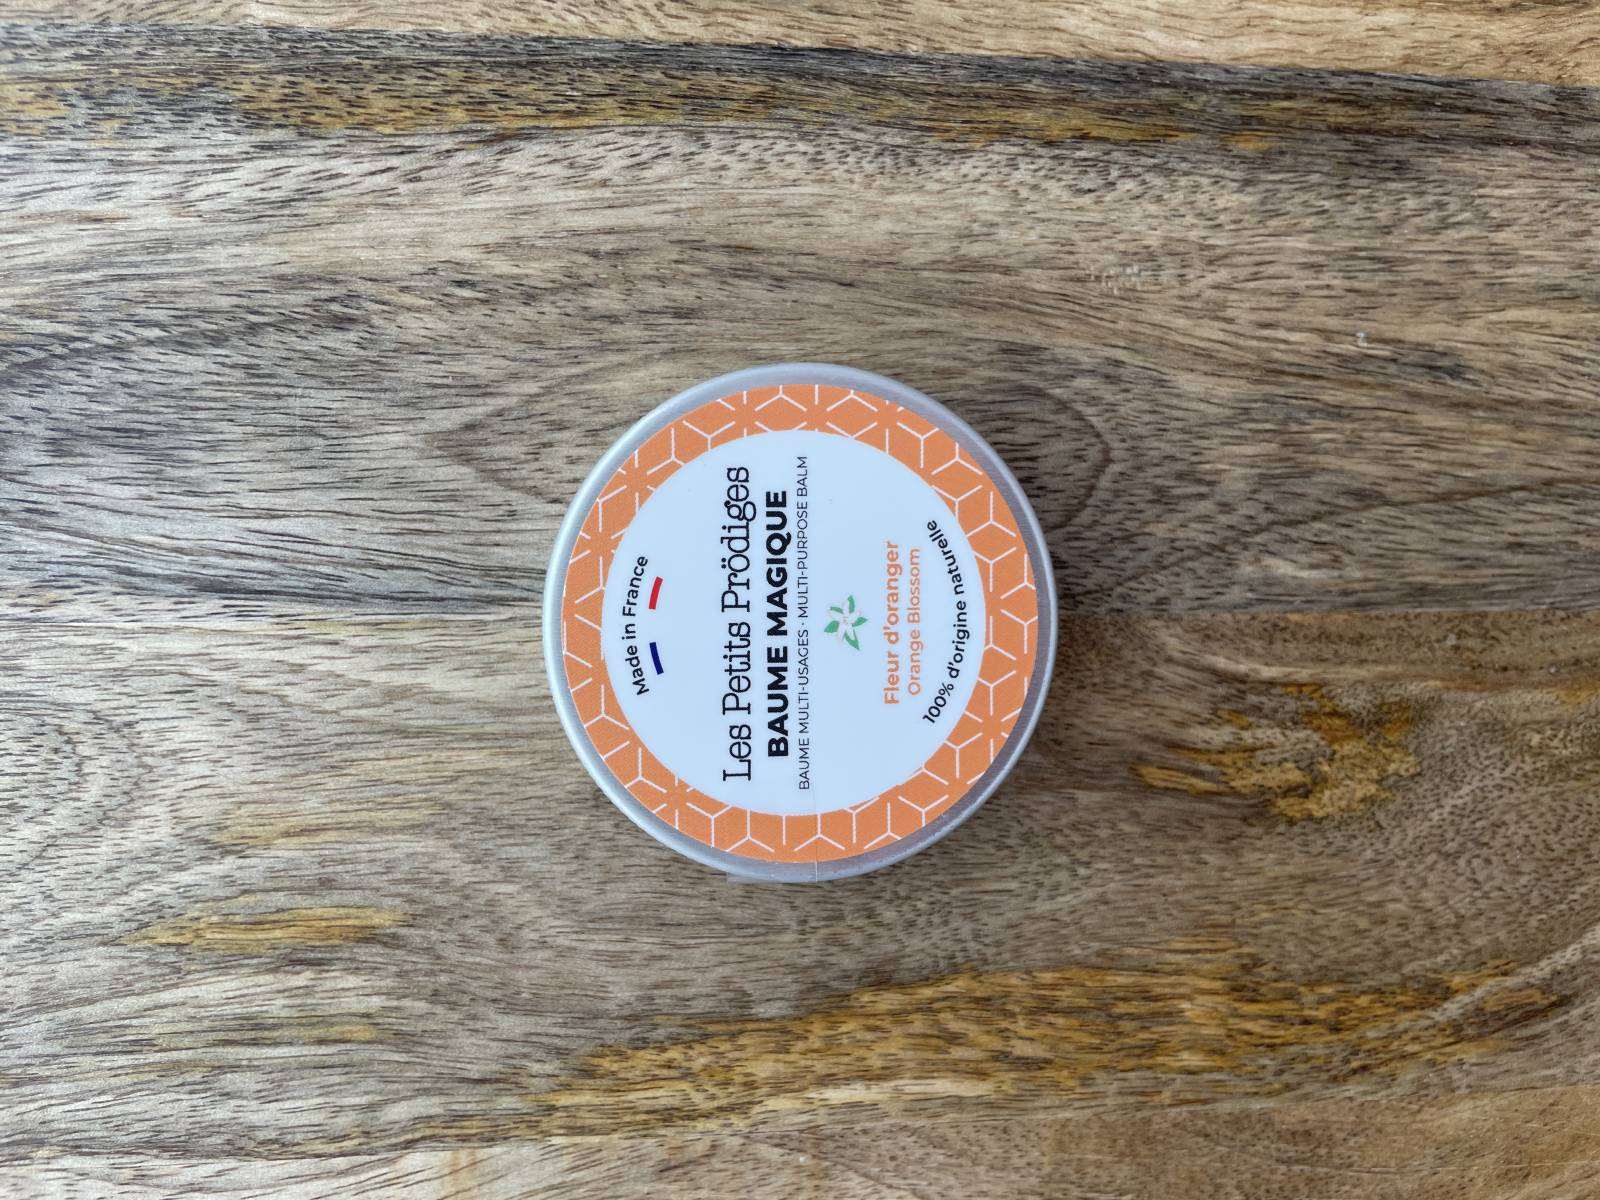 Made in France
Les Petits Prödiges
BAUME MAGIQUE
BAUME MULTI-USAGES · MULTI-PURPOSE BALM
Fleur d'oranger
Orange Blossom
100% d'origine naturelle